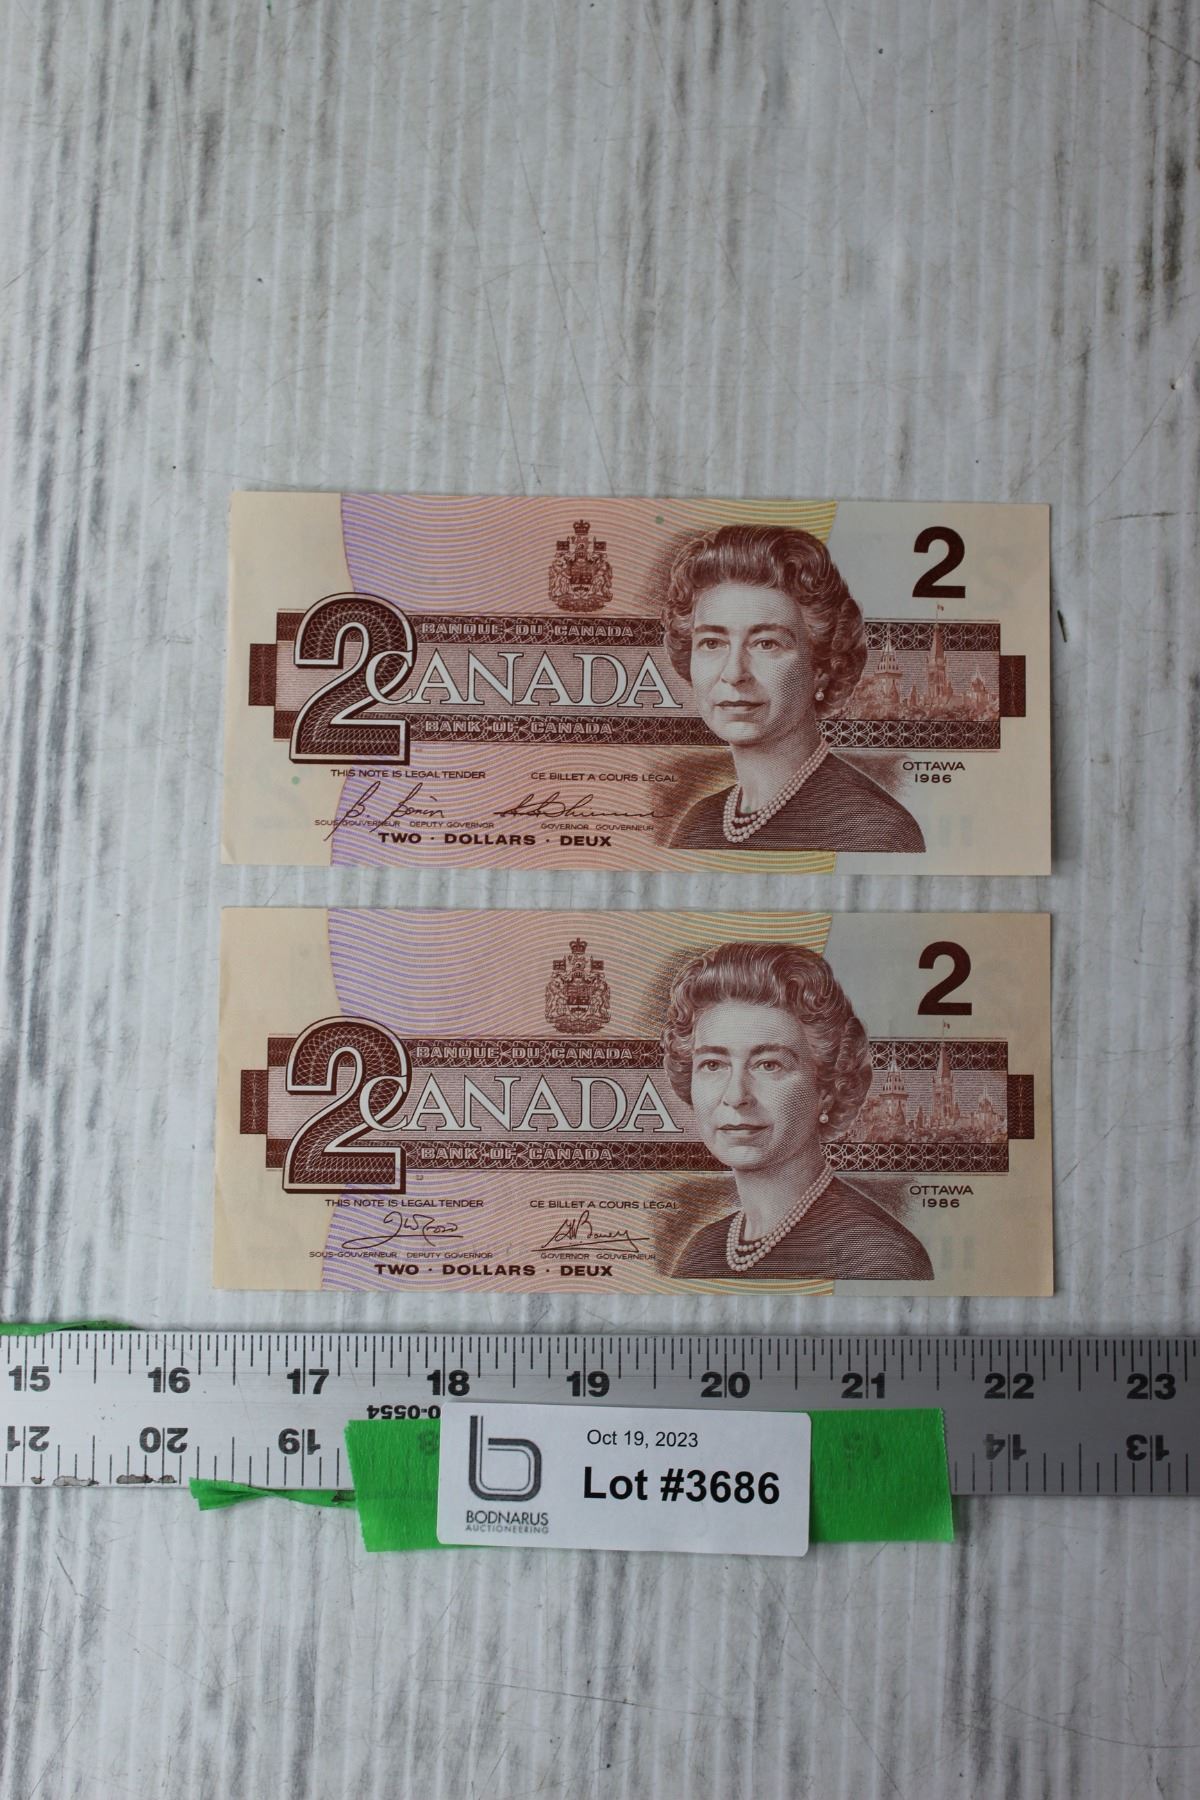 2
BANQUE DU CANADA
2 CANADA
BANK OF CANADA
OTTAWA
1986
THIS NOTE IS LEGAL TENDER CE BILLET A COURS LÉGAL
SOUS-GOUVERNEUR DEPUTY GOVERNOR GOVERNOR GOUVERNEUR
TWO · DOLLARS · DEUX
2
BANQUE DU CANADA
2 CANADA
BANK OF CANADA
OTTAWA
1986
THIS NOTE IS LEGAL TENDER CE BILLET A COURS LÉGAL
SOUS-GOUVERNEUR DEPUTY GOVERNOR GOVERNOR GOUVERNEUR
TWO · DOLLARS · DEUX
15 16 17 18 19 20 21 22 23
0-0554
21 20 19 18 15 14 13
Oct 19, 2023
Lot #3686
BODNARUS
AUCTIONEERING